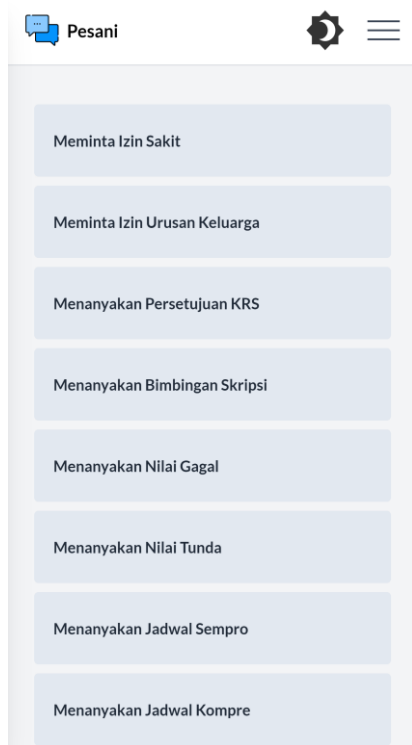 Pesani
Meminta Izin Sakit
Meminta Izin Urusan Keluarga
Menanyakan Persetujuan KRS
Menanyakan Bimbingan Skripsi
Menanyakan Nilai Gagal
Menanyakan Nilai Tunda
Menanyakan Jadwal Sempro
Menanyakan Jadwal Kompre